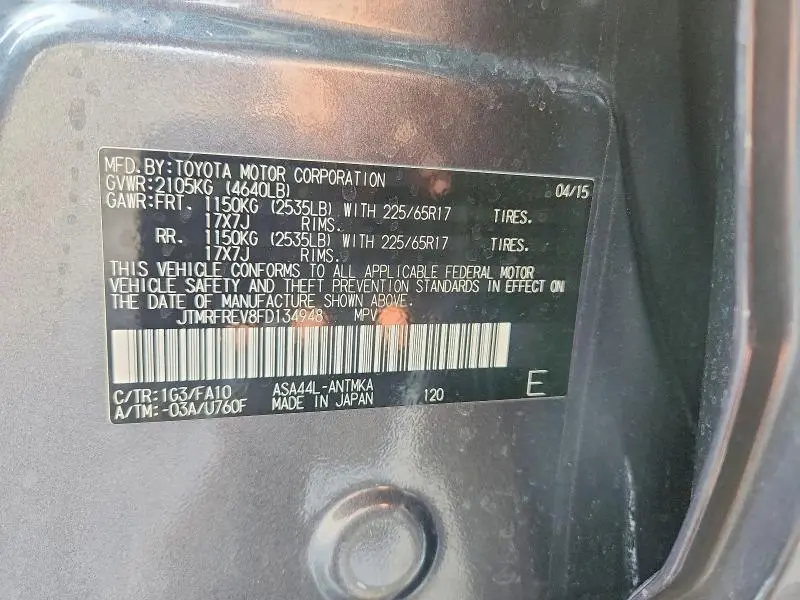 MFD.BY:TOYOTA MOTOR CORPORATION 04/15
GVWR:2105KG (4640LB)
GAWR:FRT. 1150KG (2535LB) WITH 225/65R17 TIRES.
17X7J RIMS.
RR. 1150KG (2535LB) WITH 225/65R17 TIRES.
17X7J RIMS.
THIS VEHICLE CONFORMS TO ALL APPLICABLE FEDERAL MOTOR
VEHICLE SAFETY AND THEFT PREVENTION STANDARDS IN EFFECT ON
THE DATE OF MANUFACTURE SHOWN ABOVE.
JTMRFREV8FD134948 MPV
C/TR:1G3/FA10 ASA44L-ANTMKA 120 E
A/TM:-03A/U760F MADE IN JAPAN